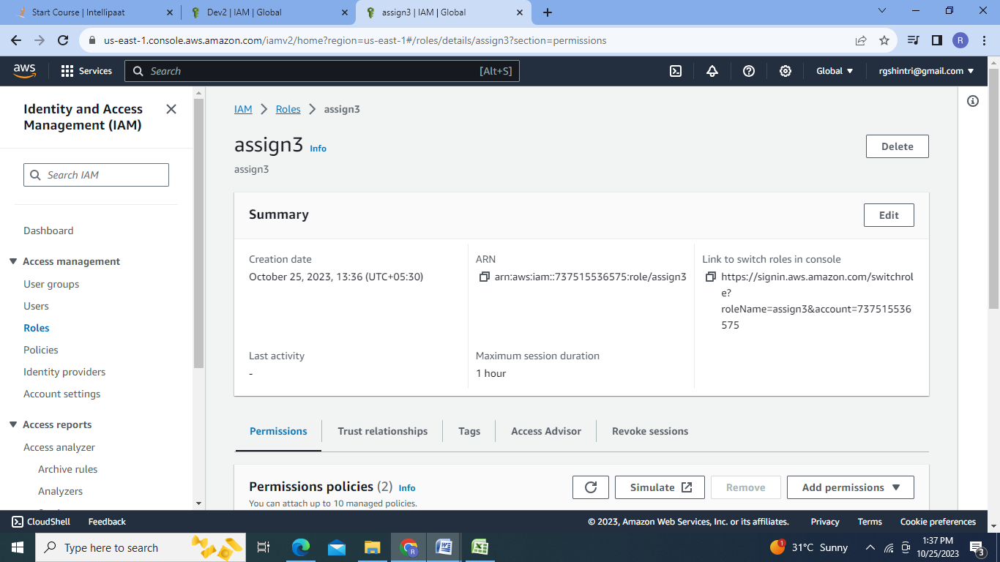 Start Course | Intellipaat
Dev2 | IAM | Global
assign3 | IAM | Global
us-east-1.console.aws.amazon.com/iamv2/home?region=us-east-1#/roles/details/assign3?section=permissions
R
aws
Services
Search
[Alt+S]
Global
rgshintri@gmail.com
Identity and Access
Management (IAM)
Search IAM
Dashboard
Access management
User groups
Users
Roles
Policies
Identity providers
Account settings
Access reports
Access analyzer
Archive rules
Analyzers
IAM
Roles
assign3
assign3
Info
Delete
assign3
Summary
Edit
Creation date
October 25, 2023, 13:36 (UTC+05:30)
ARN
arn:aws:iam::737515536575:role/assign3
Link to switch roles in console
https://signin.aws.amazon.com/switchrol
e?
roleName=assign3&account=737515536
575
Last activity
-
Maximum session duration
1 hour
Permissions
Trust relationships
Tags
Access Advisor
Revoke sessions
Permissions policies (2)
Info
You can attach up to 10 managed policies.
Simulate
Remove
Add permissions
CloudShell
Feedback
© 2023, Amazon Web Services, Inc. or its affiliates.
Privacy
Terms
Cookie preferences
Type here to search
R
1
31°C Sunny
1:37 PM
10/25/2023
3